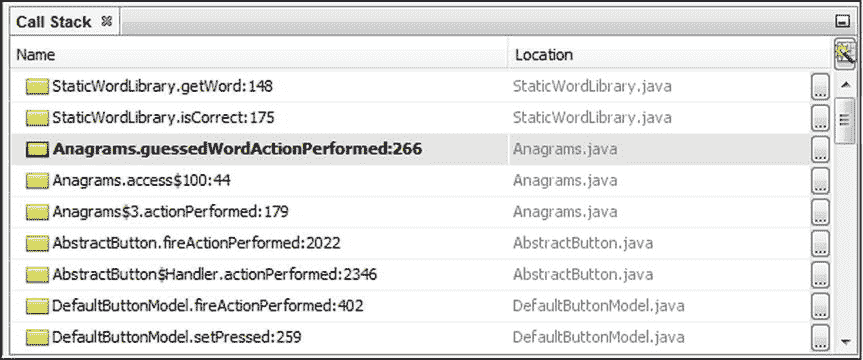 Call Stack
Name Location
StaticWordLibrary.getWord:148 StaticWordLibrary.java ...
StaticWordLibrary.isCorrect:175 StaticWordLibrary.java ...
Anagrams.guessedWordActionPerformed:266 Anagrams.java ...
Anagrams.access$100:44 Anagrams.java ...
Anagrams$3.actionPerformed:179 Anagrams.java ...
AbstractButton.fireActionPerformed:2022 AbstractButton.java ...
AbstractButton$Handler.actionPerformed:2346 AbstractButton.java ...
DefaultButtonModel.fireActionPerformed:402 DefaultButtonModel.java ...
DefaultButtonModel.setPressed:259 DefaultButtonModel.java ...